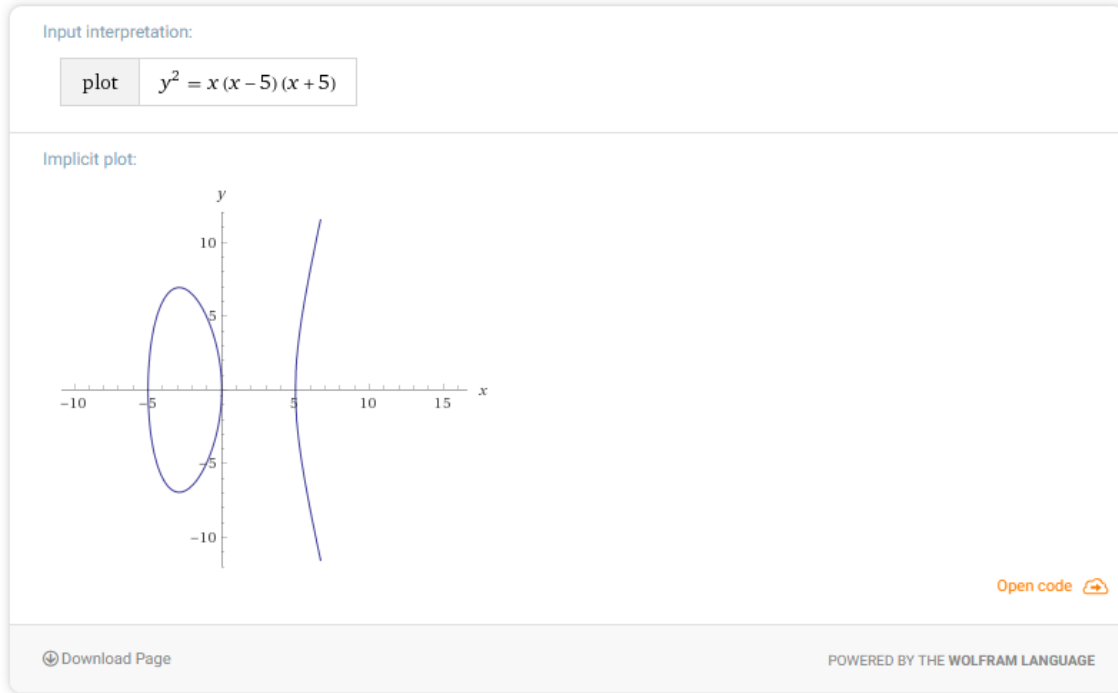 Input interpretation:
plot y² = x (x – 5) (x + 5)
Implicit plot:
y
10
5
−10 −5 5 10 15 x
−5
−10
Open code
Download Page POWERED BY THE WOLFRAM LANGUAGE